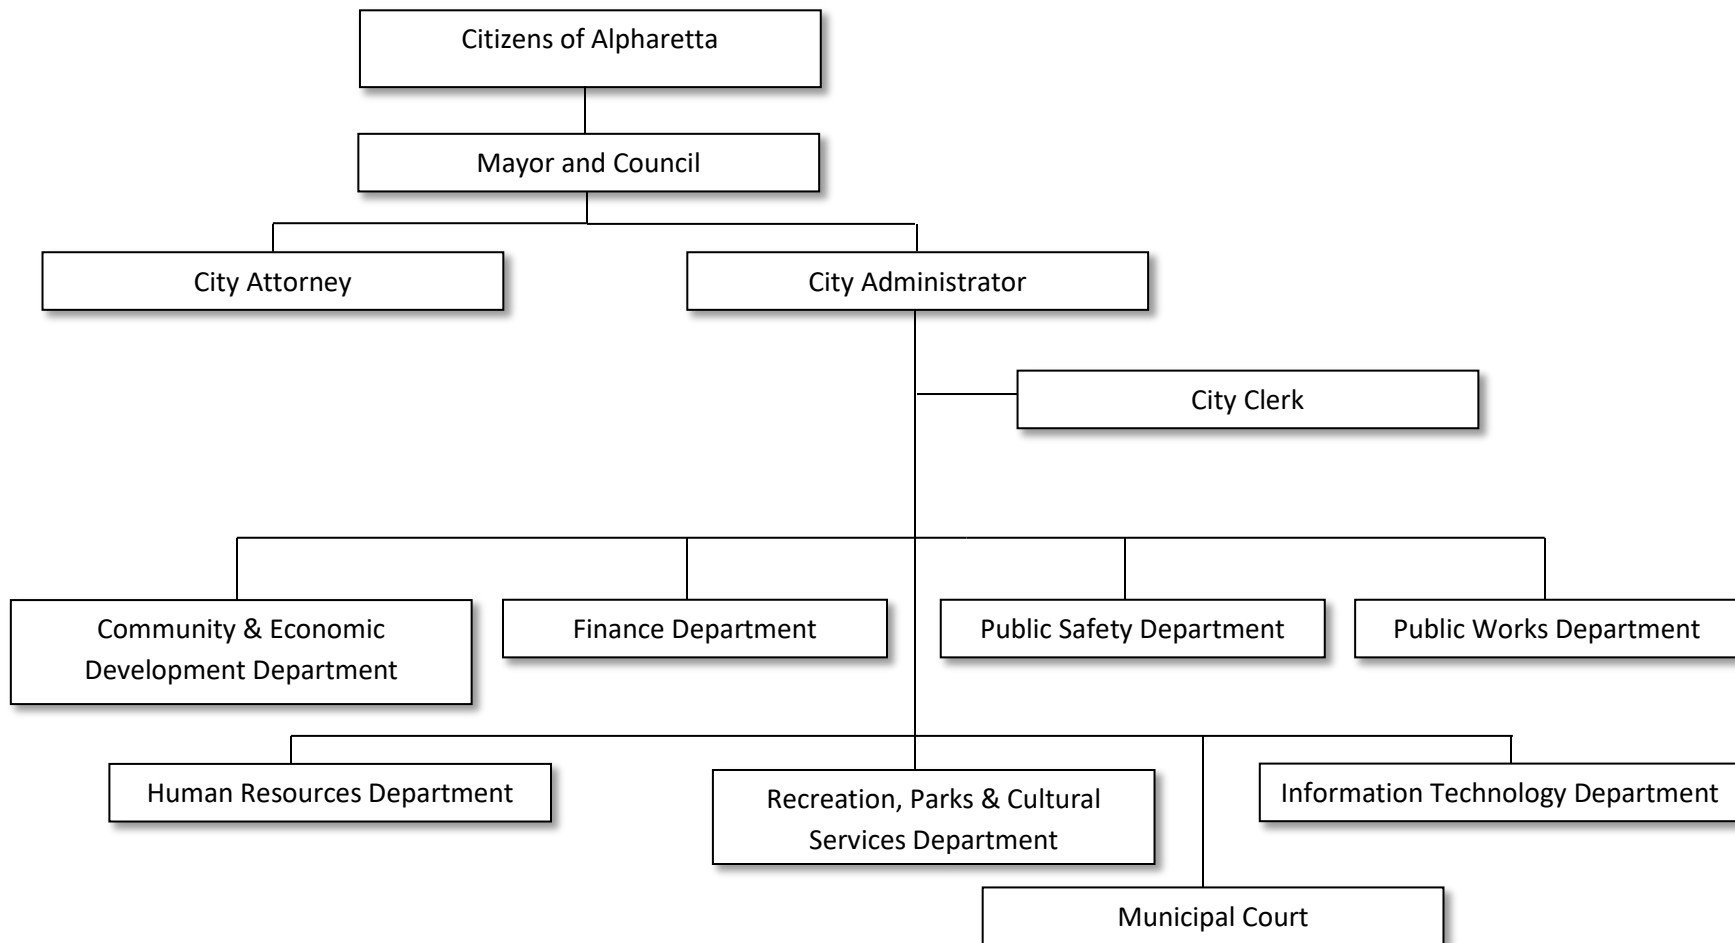 Citizens of Alpharetta
Mayor and Council
City Attorney
City Administrator
City Clerk
Community & Economic
Development Department
Finance Department
Public Safety Department
Public Works Department
Human Resources Department
Recreation, Parks & Cultural
Services Department
Information Technology Department
Municipal Court